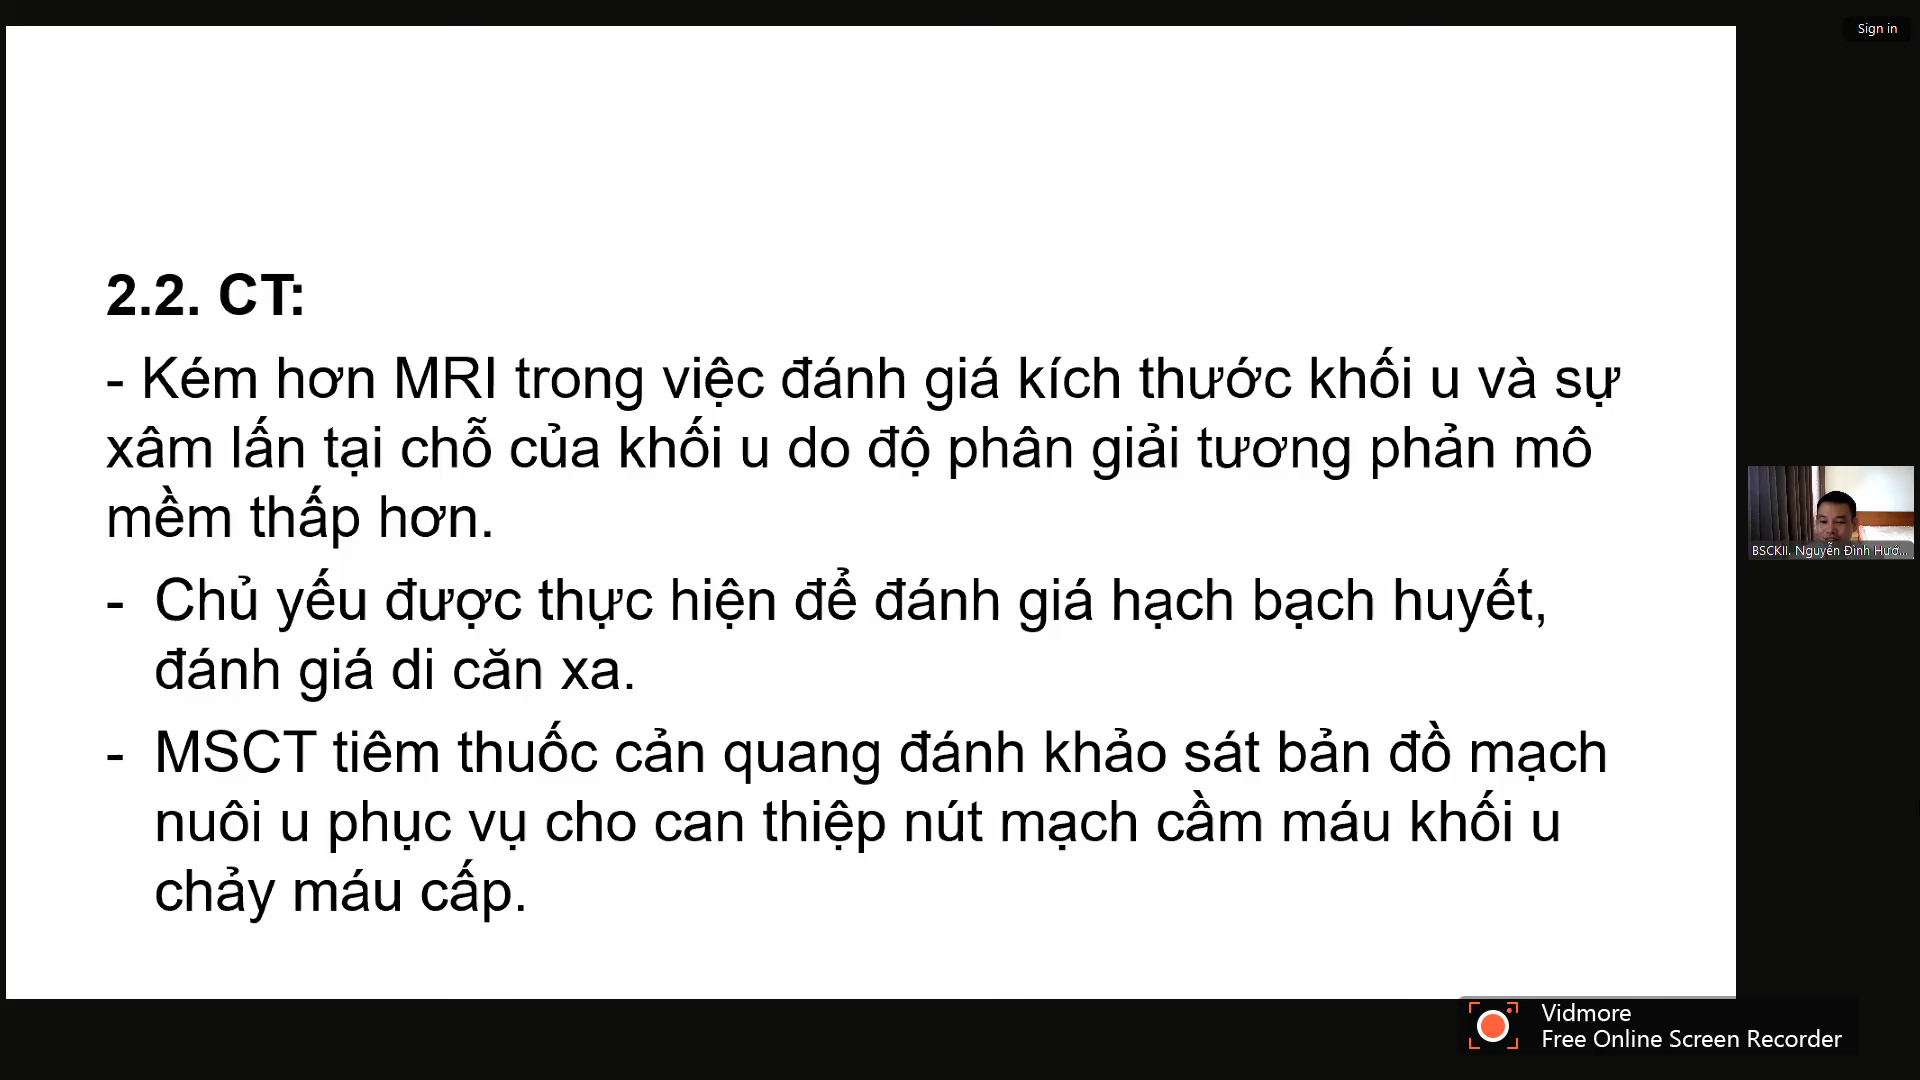 Sign in
2.2. CT:
- Kém hơn MRI trong việc đánh giá kích thước khối u và sự
xâm lấn tại chỗ của khối u do độ phân giải tương phản mô
mềm thấp hơn.
- Chủ yếu được thực hiện để đánh giá hạch bạch huyết,
đánh giá di căn xa.
- MSCT tiêm thuốc cản quang đánh khảo sát bản đồ mạch
nuôi u phục vụ cho can thiệp nút mạch cầm máu khối u
chảy máu cấp.
BSCKII. Nguyễn Đình Hướ...
Vidmore
Free Online Screen Recorder